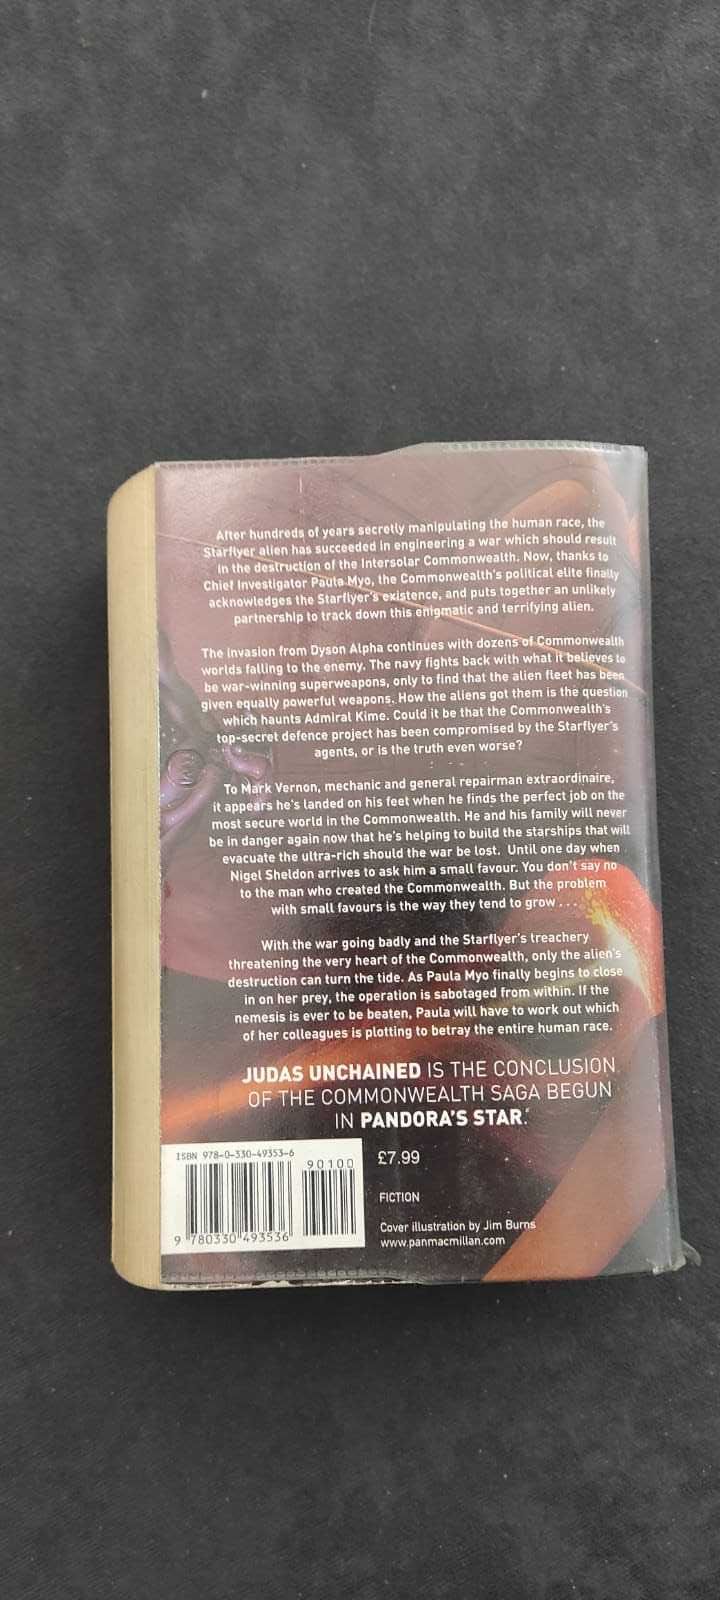 After hundreds of years secretly manipulating the human race, the
Starflyer alien has succeeded in engineering a war which should result
in the destruction of the Intersolar Commonwealth. Now, thanks to
Chief Investigator Paula Myo, the Commonwealth's political elite finally
acknowledges the Starflyer's existence, and puts together an unlikely
partnership to track down this enigmatic and terrifying alien.
The invasion from Dyson Alpha continues with dozens of Commonwealth
worlds falling to the enemy. The navy fights back with what it believes to
be war-winning superweapons, only to find that the alien fleet has been
given equally powerful weapons. How the aliens got them is the question
which haunts Admiral Kime. Could it be that the Commonwealth's
top-secret defence project has been compromised by the Starflyer's
agents, or is the truth even worse?
To Mark Vernon, mechanic and general repairman extraordinaire,
it appears he's landed on his feet when he finds the perfect job on the
most secure world in the Commonwealth. He and his family will never
be in danger again now that he's helping to build the starships that will
evacuate the ultra-rich should the war be lost. Until one day when
Nigel Sheldon arrives to ask him a small favour. You don't say no
to the man who created the Commonwealth. But the problem
with small favours is the way they tend to grow . . .
With the war going badly and the Starflyer's treachery
threatening the very heart of the Commonwealth, only the alien's
destruction can turn the tide. As Paula Myo finally begins to close
in on her prey, the operation is sabotaged from within. If the
nemesis is ever to be beaten, Paula will have to work out which
of her colleagues is plotting to betray the entire human race.
JUDAS UNCHAINED IS THE CONCLUSION
OF THE COMMONWEALTH SAGA BEGUN
IN PANDORA'S STAR.
ISBN 978-0-330-49353-6
90100
9 780330 493536
£7.99
FICTION
Cover illustration by Jim Burns
www.panmacmillan.com